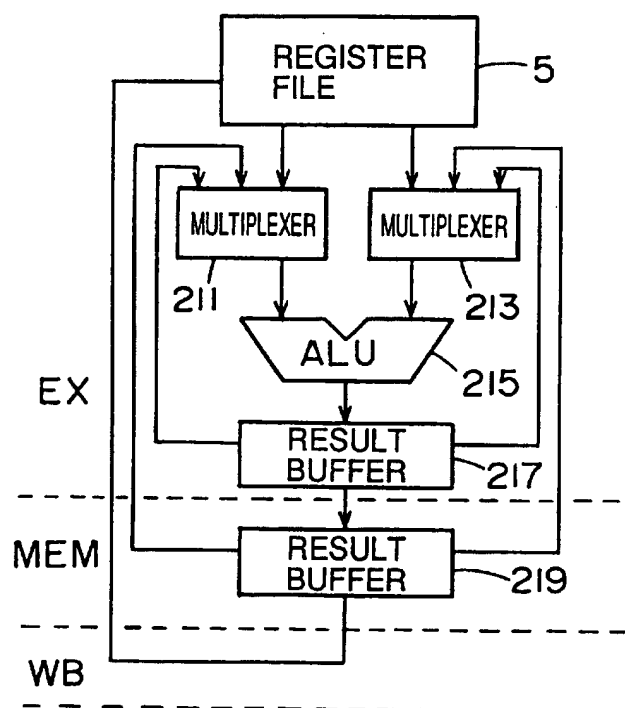 REGISTER
FILE
5
MULTIPLEXER
MULTIPLEXER
211
213
ALU
215
EX
RESULT
BUFFER
217
MEM
RESULT
BUFFER
219
WB